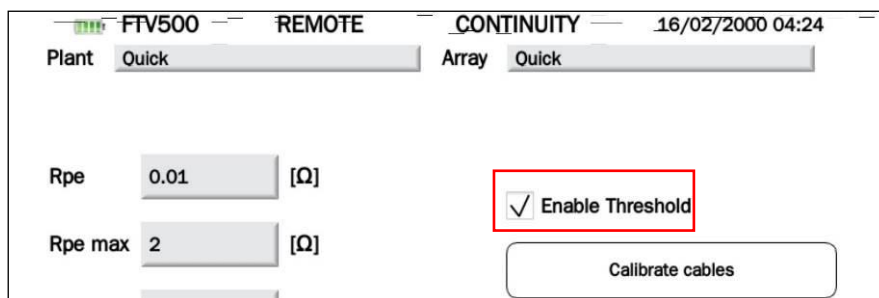 FTV500 REMOTE CONTINUITY 16/02/2000 04:24
Plant Quick Array Quick
Rpe 0.01 [Ω]
Enable Threshold
Rpe max 2 [Ω]
Calibrate cables